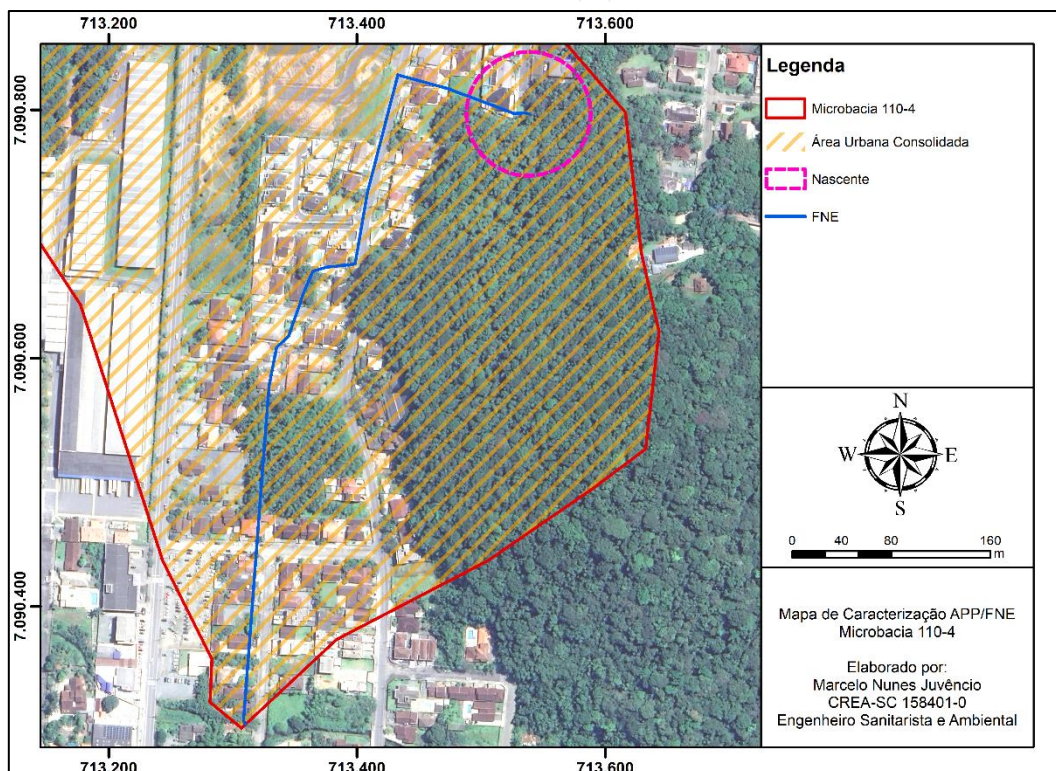 713.200 713.400 713.600
7.090.800
7.090.600
7.090.400
713.200 713.400 713.600
Legenda
Microbacia 110-4
Área Urbana Consolidada
Nascente
FNE
N
W E
S
0 40 80 160
m
Mapa de Caracterização APP/FNE
Microbacia 110-4
Elaborado por:
Marcelo Nunes Juvêncio
CREA-SC 158401-0
Engenheiro Sanitarista e Ambiental